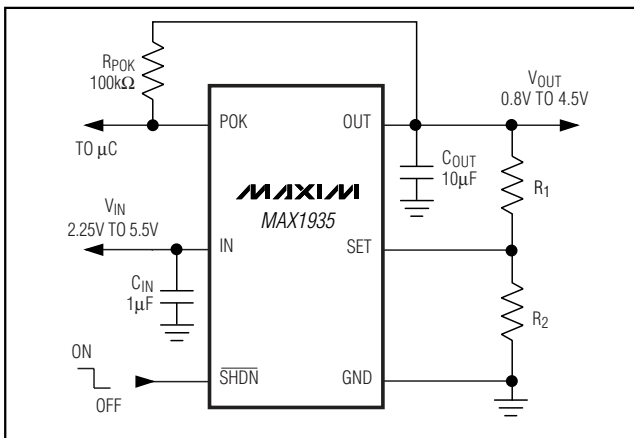 RPOK
100kΩ
VOUT
0.8V TO 4.5V
POK
OUT
TO µC
COUT
10µF
R1
MAXIM
MAX1935
VIN
2.25V TO 5.5V
IN
SET
CIN
1µF
R2
ON
OFF
SHDN
GND